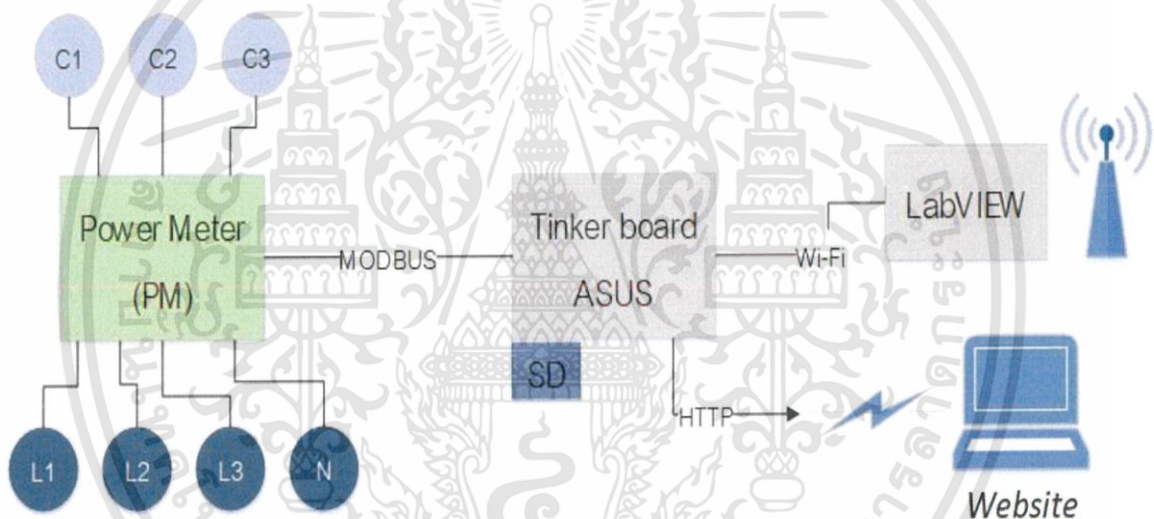 C1
C2
C3
Power Meter
(PM)
MODBUS
Tinker board
ASUS
SD
Wi-Fi
LabVIEW
HTTP
L1
L2
L3
N
Website